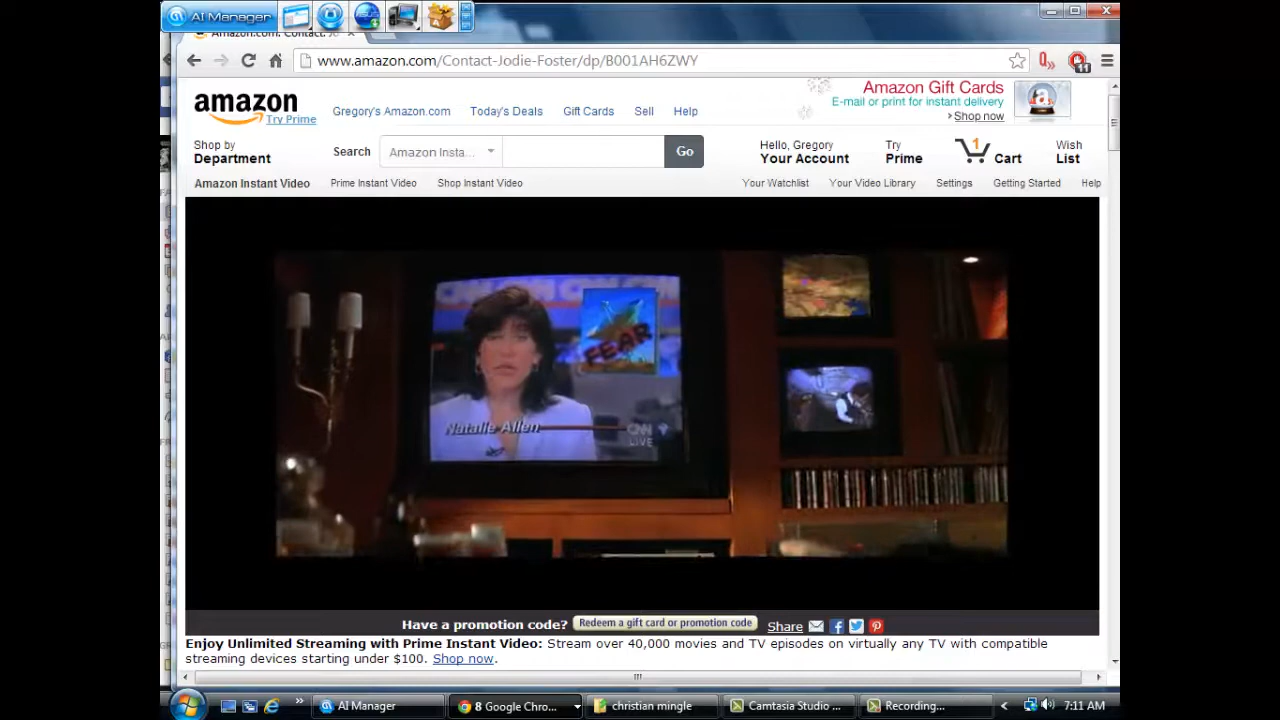 AI Manager
Amazon.com: Contact: Jo
www.amazon.com/Contact-Jodie-Foster/dp/B001AH6ZWY
11
amazon
Try Prime
Gregory's Amazon.com
Today's Deals
Gift Cards
Sell
Help
Amazon Gift Cards
E-mail or print for instant delivery
Shop now
Shop by
Department
Search
Amazon Insta...
Go
Hello, Gregory
Your Account
Try
Prime
1
Cart
Wish
List
Amazon Instant Video
Prime Instant Video
Shop Instant Video
Your Watchlist
Your Video Library
Settings
Getting Started
Help
FEAR
Natalie Allen
CNN
LIVE
Have a promotion code?
Redeem a gift card or promotion code
Share
Enjoy Unlimited Streaming with Prime Instant Video: Stream over 40,000 movies and TV episodes on virtually any TV with compatible
streaming devices starting under $100. Shop now.
AI Manager
8 Google Chro...
christian mingle
Camtasia Studio ...
Recording...
7:11 AM